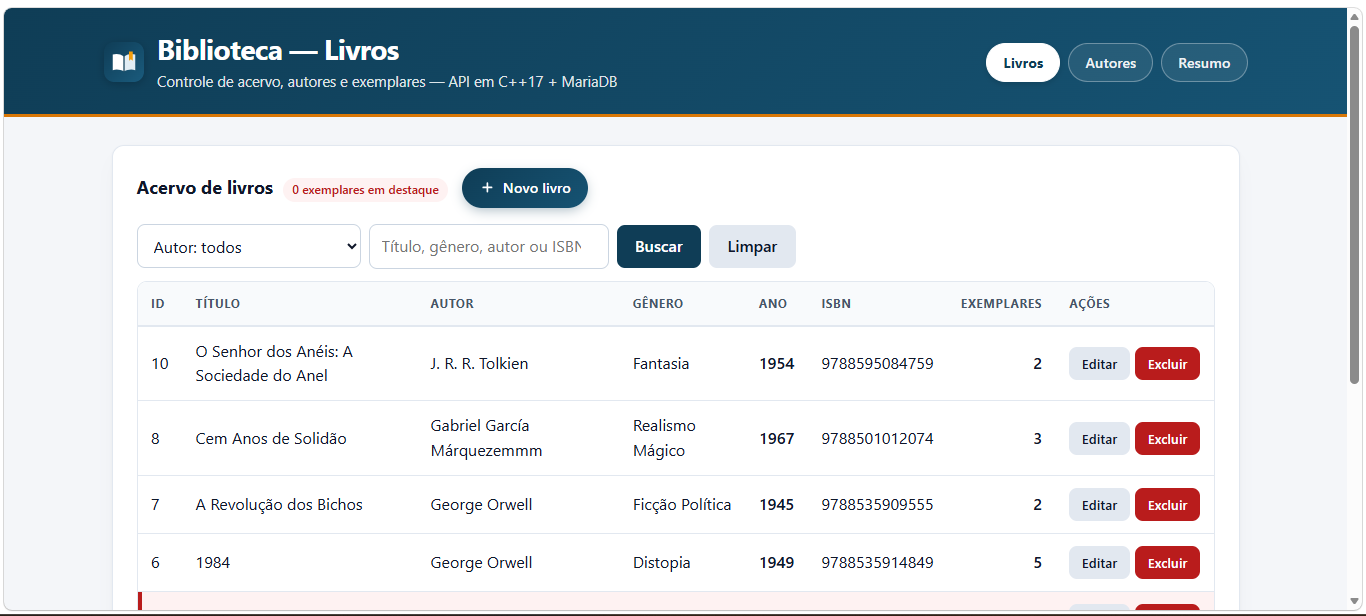 Biblioteca — Livros
Controle de acervo, autores e exemplares — API em C++17 + MariaDB
Livros
Autores
Resumo
Acervo de livros
0 exemplares em destaque
+ Novo livro
Autor: todos
Título, gênero, autor ou ISBN
Buscar
Limpar
ID TÍTULO AUTOR GÊNERO ANO ISBN EXEMPLARES AÇÕES
10 O Senhor dos Anéis: A Sociedade do Anel J. R. R. Tolkien Fantasia 1954 9788595084759 2 Editar Excluir
8 Cem Anos de Solidão Gabriel García Márquezemmm Realismo Mágico 1967 9788501012074 3 Editar Excluir
7 A Revolução dos Bichos George Orwell Ficção Política 1945 9788535909555 2 Editar Excluir
6 1984 George Orwell Distopia 1949 9788535914849 5 Editar Excluir